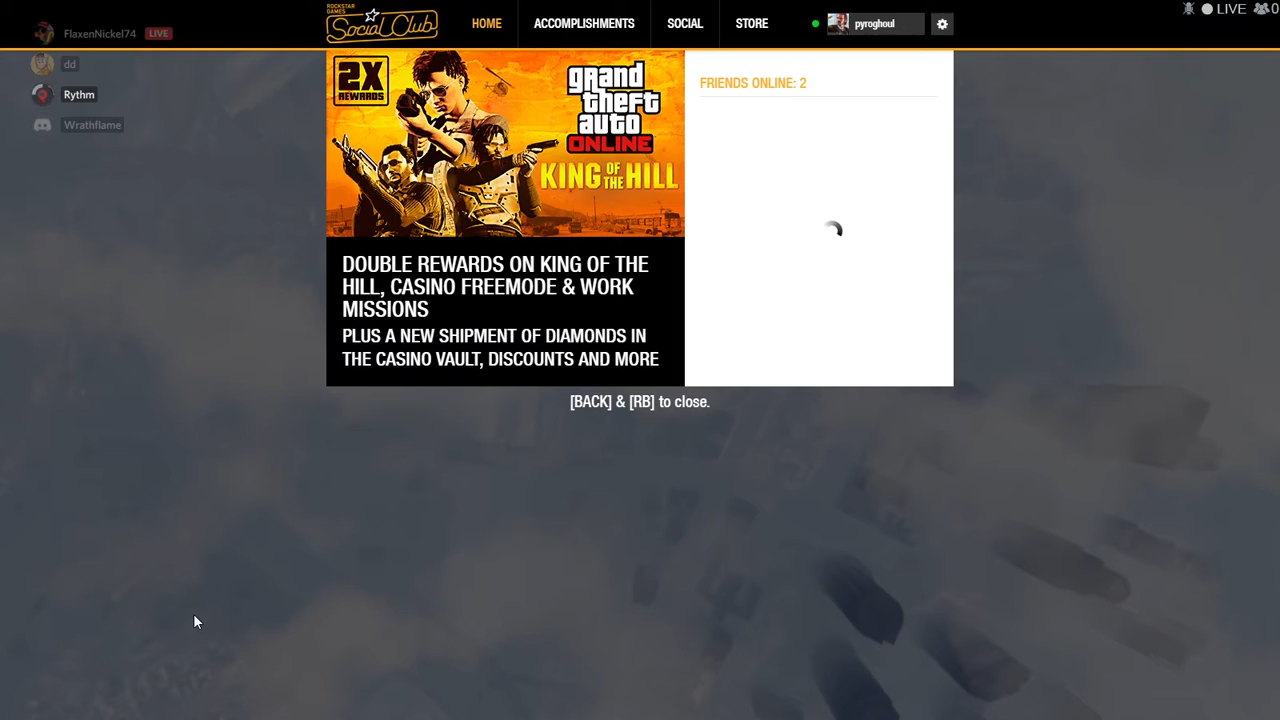 FlaxenNickel74 LIVE
dd
Rythm
Wrathflame
ROCKSTAR
GAMES
Social Club
HOME ACCOMPLISHMENTS SOCIAL STORE pyroghoul
LIVE 0
2X
REWARDS
grand
theft
auto
ONLINE
KING OF THE HILL
DOUBLE REWARDS ON KING OF THE
HILL, CASINO FREEMODE & WORK
MISSIONS
PLUS A NEW SHIPMENT OF DIAMONDS IN
THE CASINO VAULT, DISCOUNTS AND MORE
FRIENDS ONLINE: 2
[BACK] & [RB] to close.